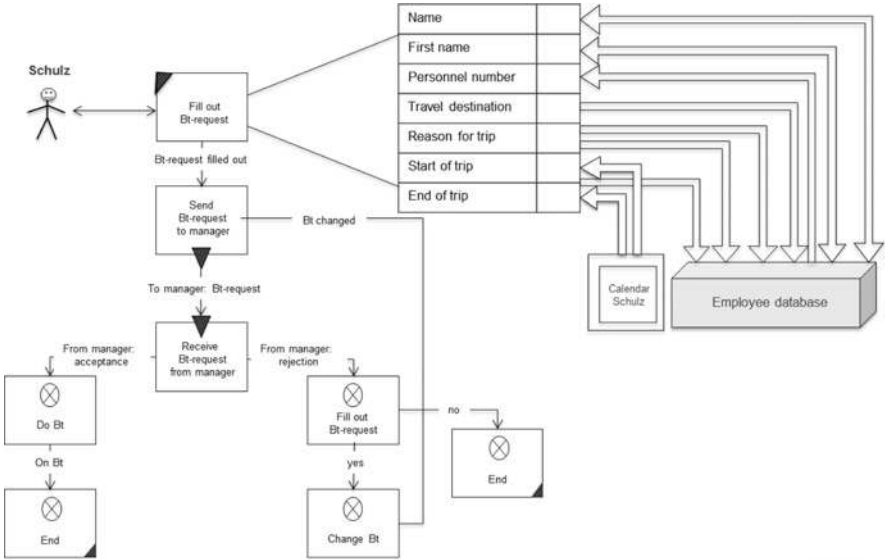 Name
First name
Personnel number
Travel destination
Reason for trip
Start of trip
End of trip
Schulz
Fill out
Bt-request
Bt-request filled out
Send
Bt-request
to manager
Bt changed
To manager: Bt-request
Calendar
Schulz
Employee database
Receive
Bt-request
from manager
From manager:
acceptance
From manager:
rejection
Do Bt
Fill out
Bt-request
no
On Bt
yes
End
End
Change Bt